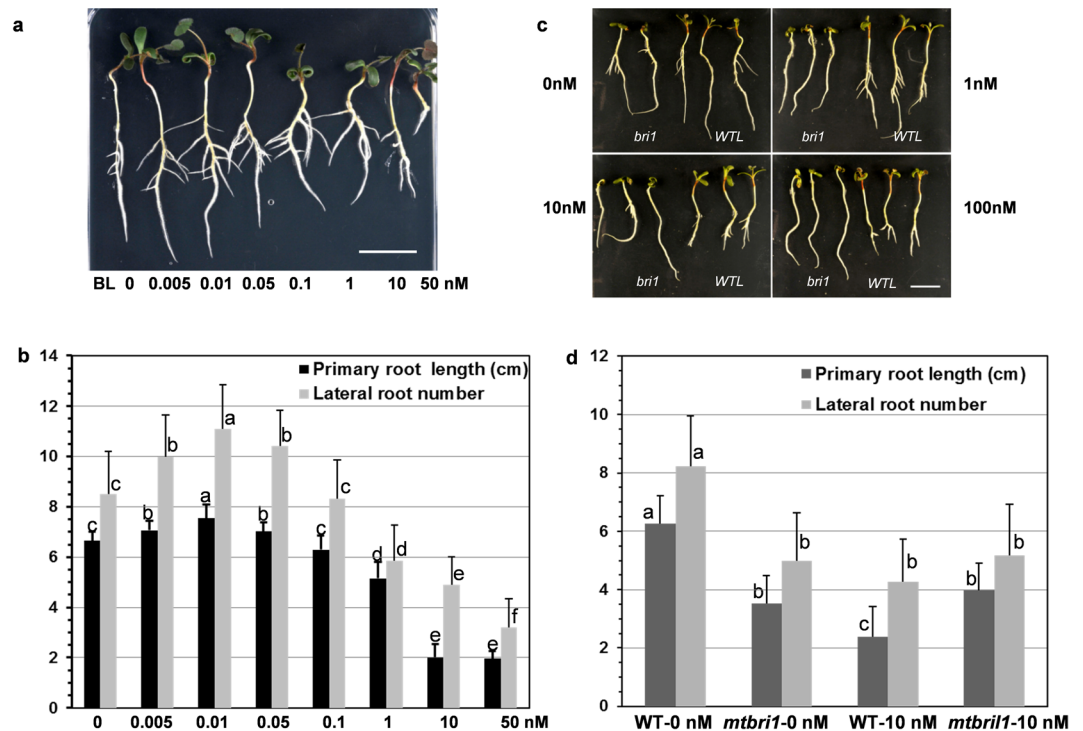 a
BL 0 0.005 0.01 0.05 0.1 1 10 50 nM
c
0nM
1nM
bri1 WTL
bri1 WTL
10nM
100nM
bri1 WTL
bri1 WTL
b
Primary root length (cm)
Lateral root number
14
12
10
8
6
4
2
0
c c b b a a b b c c d d e e e f
0 0.005 0.01 0.05 0.1 1 10 50 nM
d
Primary root length (cm)
Lateral root number
12
10
8
6
4
2
0
a a b b c b b b
WT-0 nM mtbri1-0 nM WT-10 nM mtbril1-10 nM